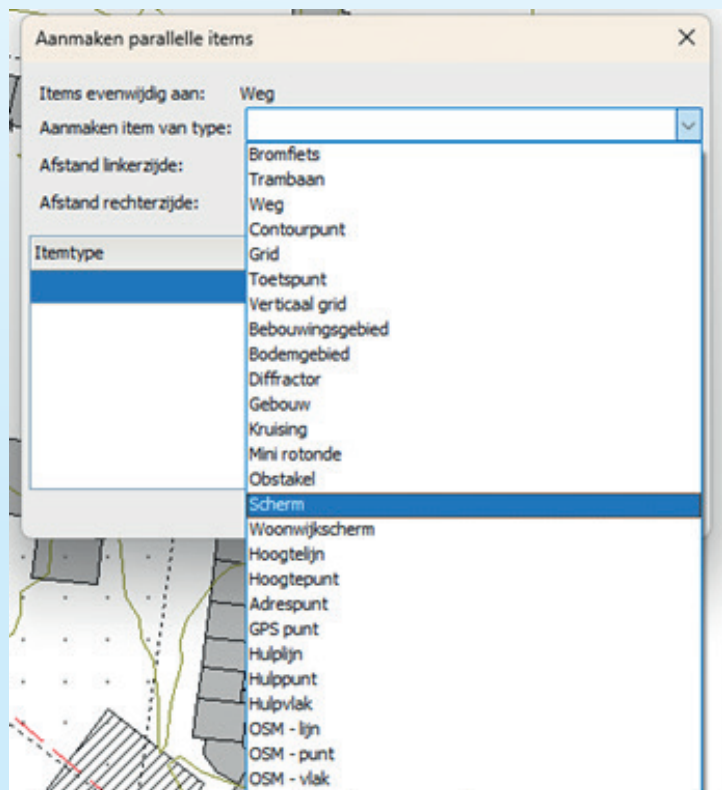 Aanmaken parallelle items
Items evenwijdig aan: Weg
Aanmaken item van type:
Afstand linkerzijde:
Afstand rechterzijde:
Itemtype
Bromfiets
Trambaan
Weg
Contourpunt
Grid
Toetspunt
Verticaal grid
Bebouwingsgebied
Bodemgebied
Diffractor
Gebouw
Kruising
Mini rotonde
Obstakel
Scherm
Woonwijkscherm
Hoogtelijn
Hoogtepunt
Adrespunt
GPS punt
Hulplijn
Hulppunt
Hulpvlak
OSM - lijn
OSM - punt
OSM - vlak